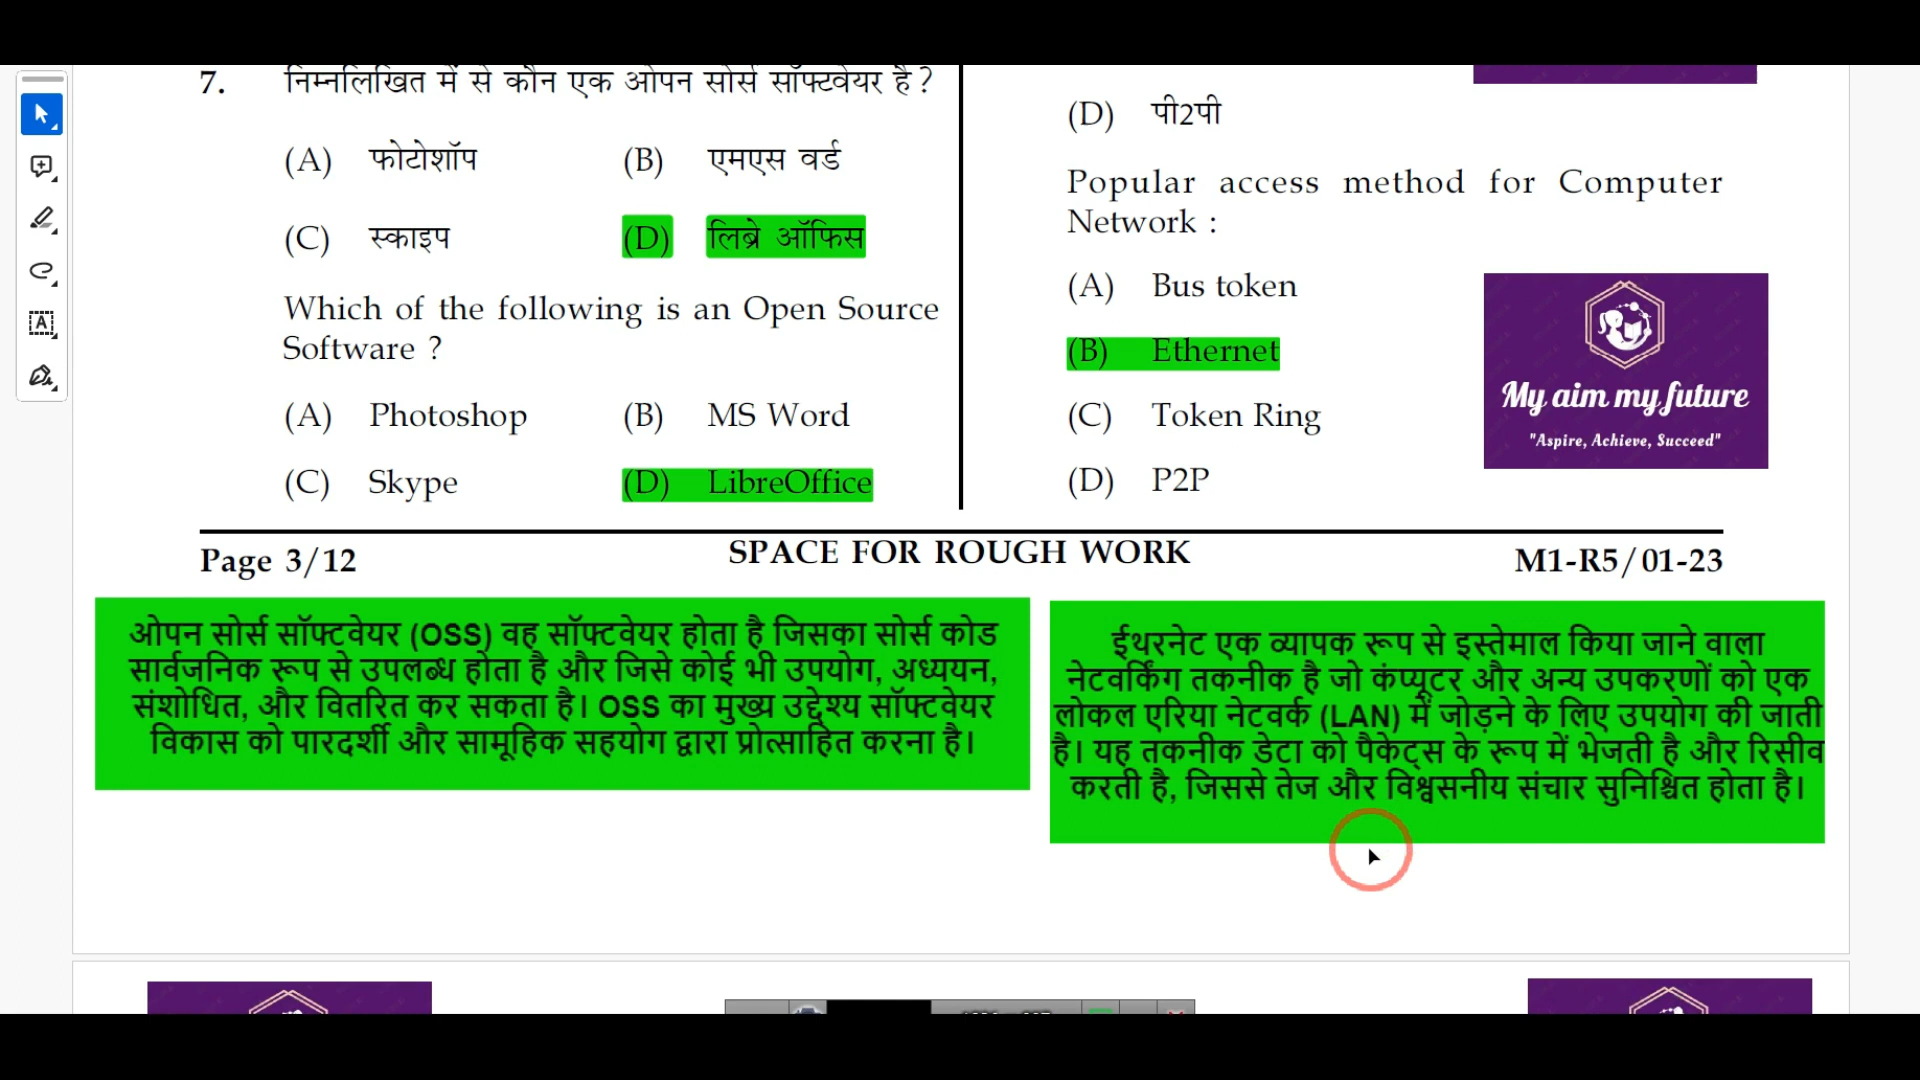 7. निम्नलिखित में से कौन एक ओपन सोर्स सॉफ्टवेयर है ?
(A) फोटोशॉप (B) एमएस वर्ड
(C) स्काइप (D) लिब्रे ऑफिस
Which of the following is an Open Source
Software ?
(A) Photoshop (B) MS Word
(C) Skype (D) LibreOffice
(D) पी2पी
Popular access method for Computer
Network :
(A) Bus token
(B) Ethernet
(C) Token Ring
(D) P2P
My aim my future
"Aspire, Achieve, Succeed"
Page 3/12 SPACE FOR ROUGH WORK M1-R5/01-23
ओपन सोर्स सॉफ्टवेयर (OSS) वह सॉफ्टवेयर होता है जिसका सोर्स कोड
सार्वजनिक रूप से उपलब्ध होता है और जिसे कोई भी उपयोग, अध्ययन,
संशोधित, और वितरित कर सकता है। OSS का मुख्य उद्देश्य सॉफ्टवेयर
विकास को पारदर्शी और सामूहिक सहयोग द्वारा प्रोत्साहित करना है।
ईथरनेट एक व्यापक रूप से इस्तेमाल किया जाने वाला
नेटवर्किंग तकनीक है जो कंप्यूटर और अन्य उपकरणों को एक
लोकल एरिया नेटवर्क (LAN) में जोड़ने के लिए उपयोग की जाती
है। यह तकनीक डेटा को पैकेट्स के रूप में भेजती है और रिसीव
करती है, जिससे तेज और विश्वसनीय संचार सुनिश्चित होता है।